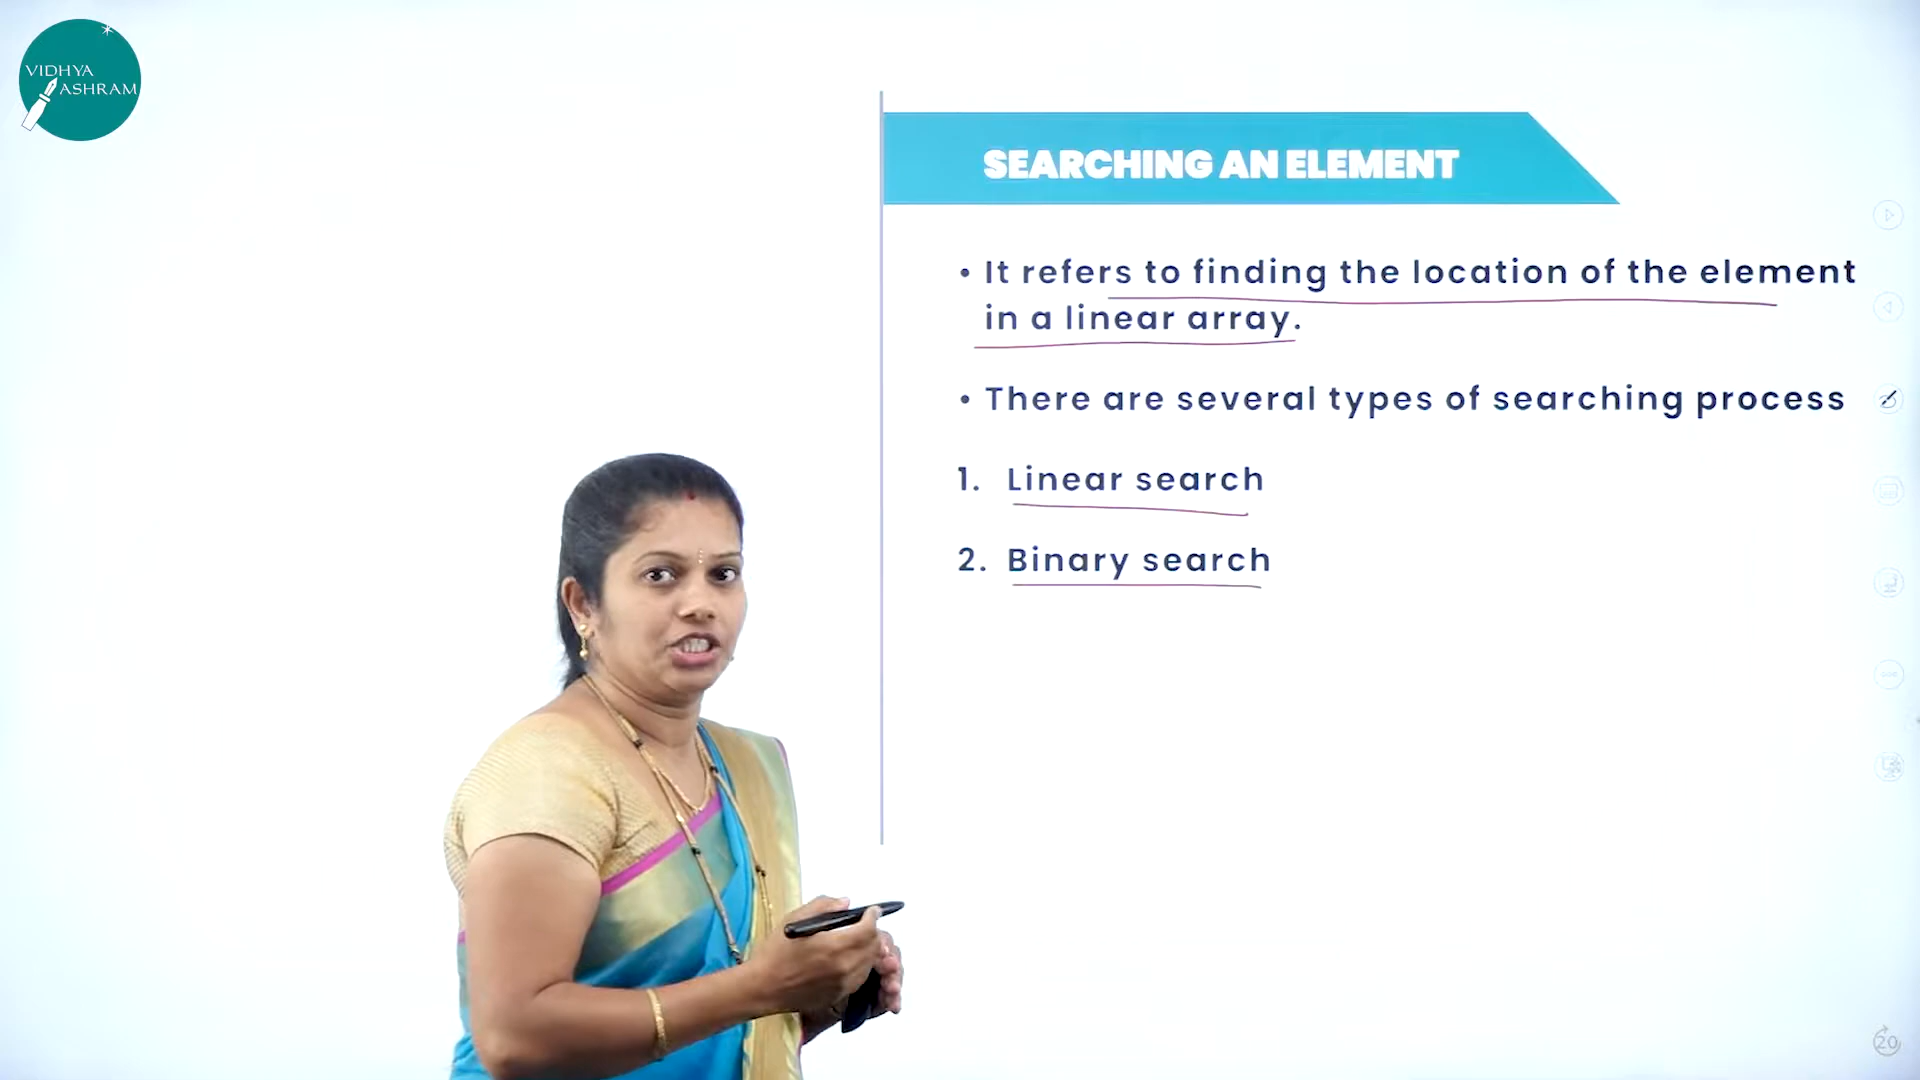 VIDHYA
ASHRAM
SEARCHING AN ELEMENT
• It refers to finding the location of the element
in a linear array.
• There are several types of searching process
1. Linear search
2. Binary search
20